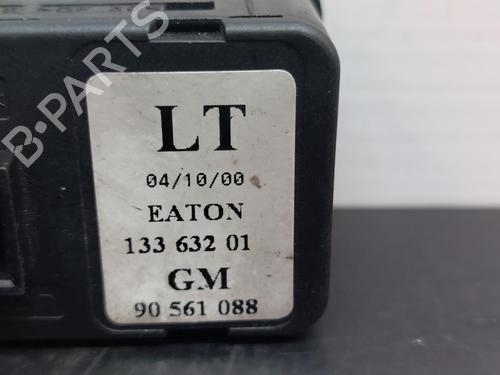 LT
04/10/00
EATON
133 632 01
GM
90 561 088
B-PARTS